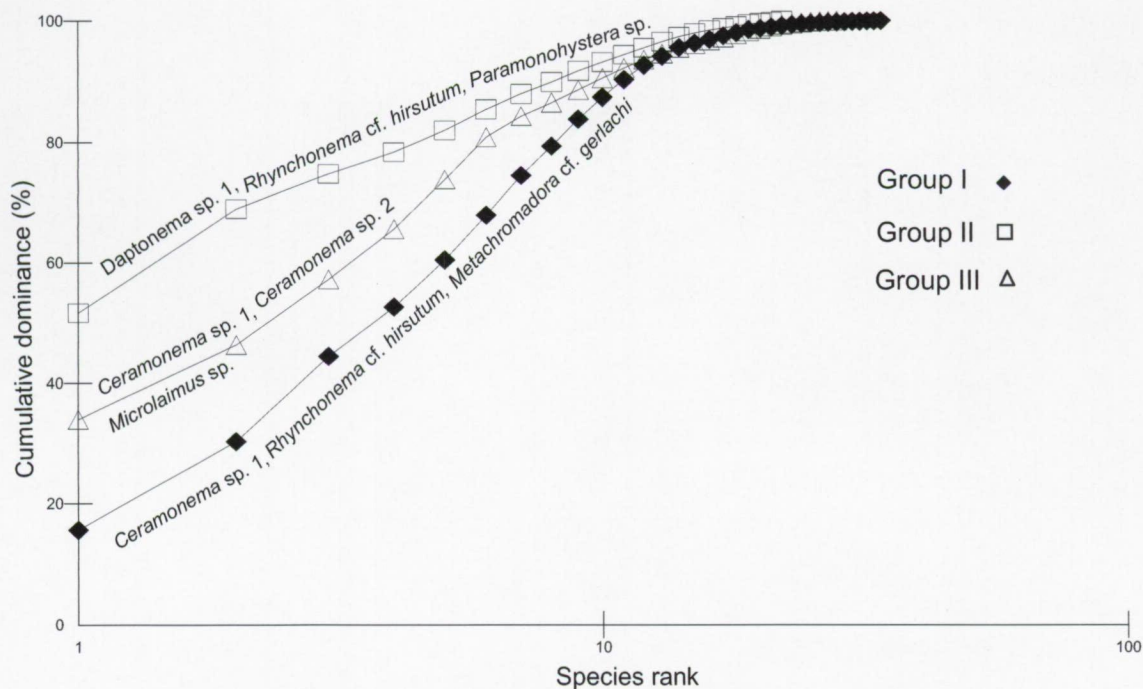 100
80
60
40
20
0
Cumulative dominance (%)
1
10
100
Species rank
Daptonema sp. 1, Rhynchonema cf. hirsutum, Paramonohystera sp.
Ceramonema sp. 1, Ceramonema sp. 2
Microlaimus sp.
Ceramonema sp. 1, Rhynchonema cf. hirsutum, Metachromadora cf. gerlachi
Group I
Group II
Group III